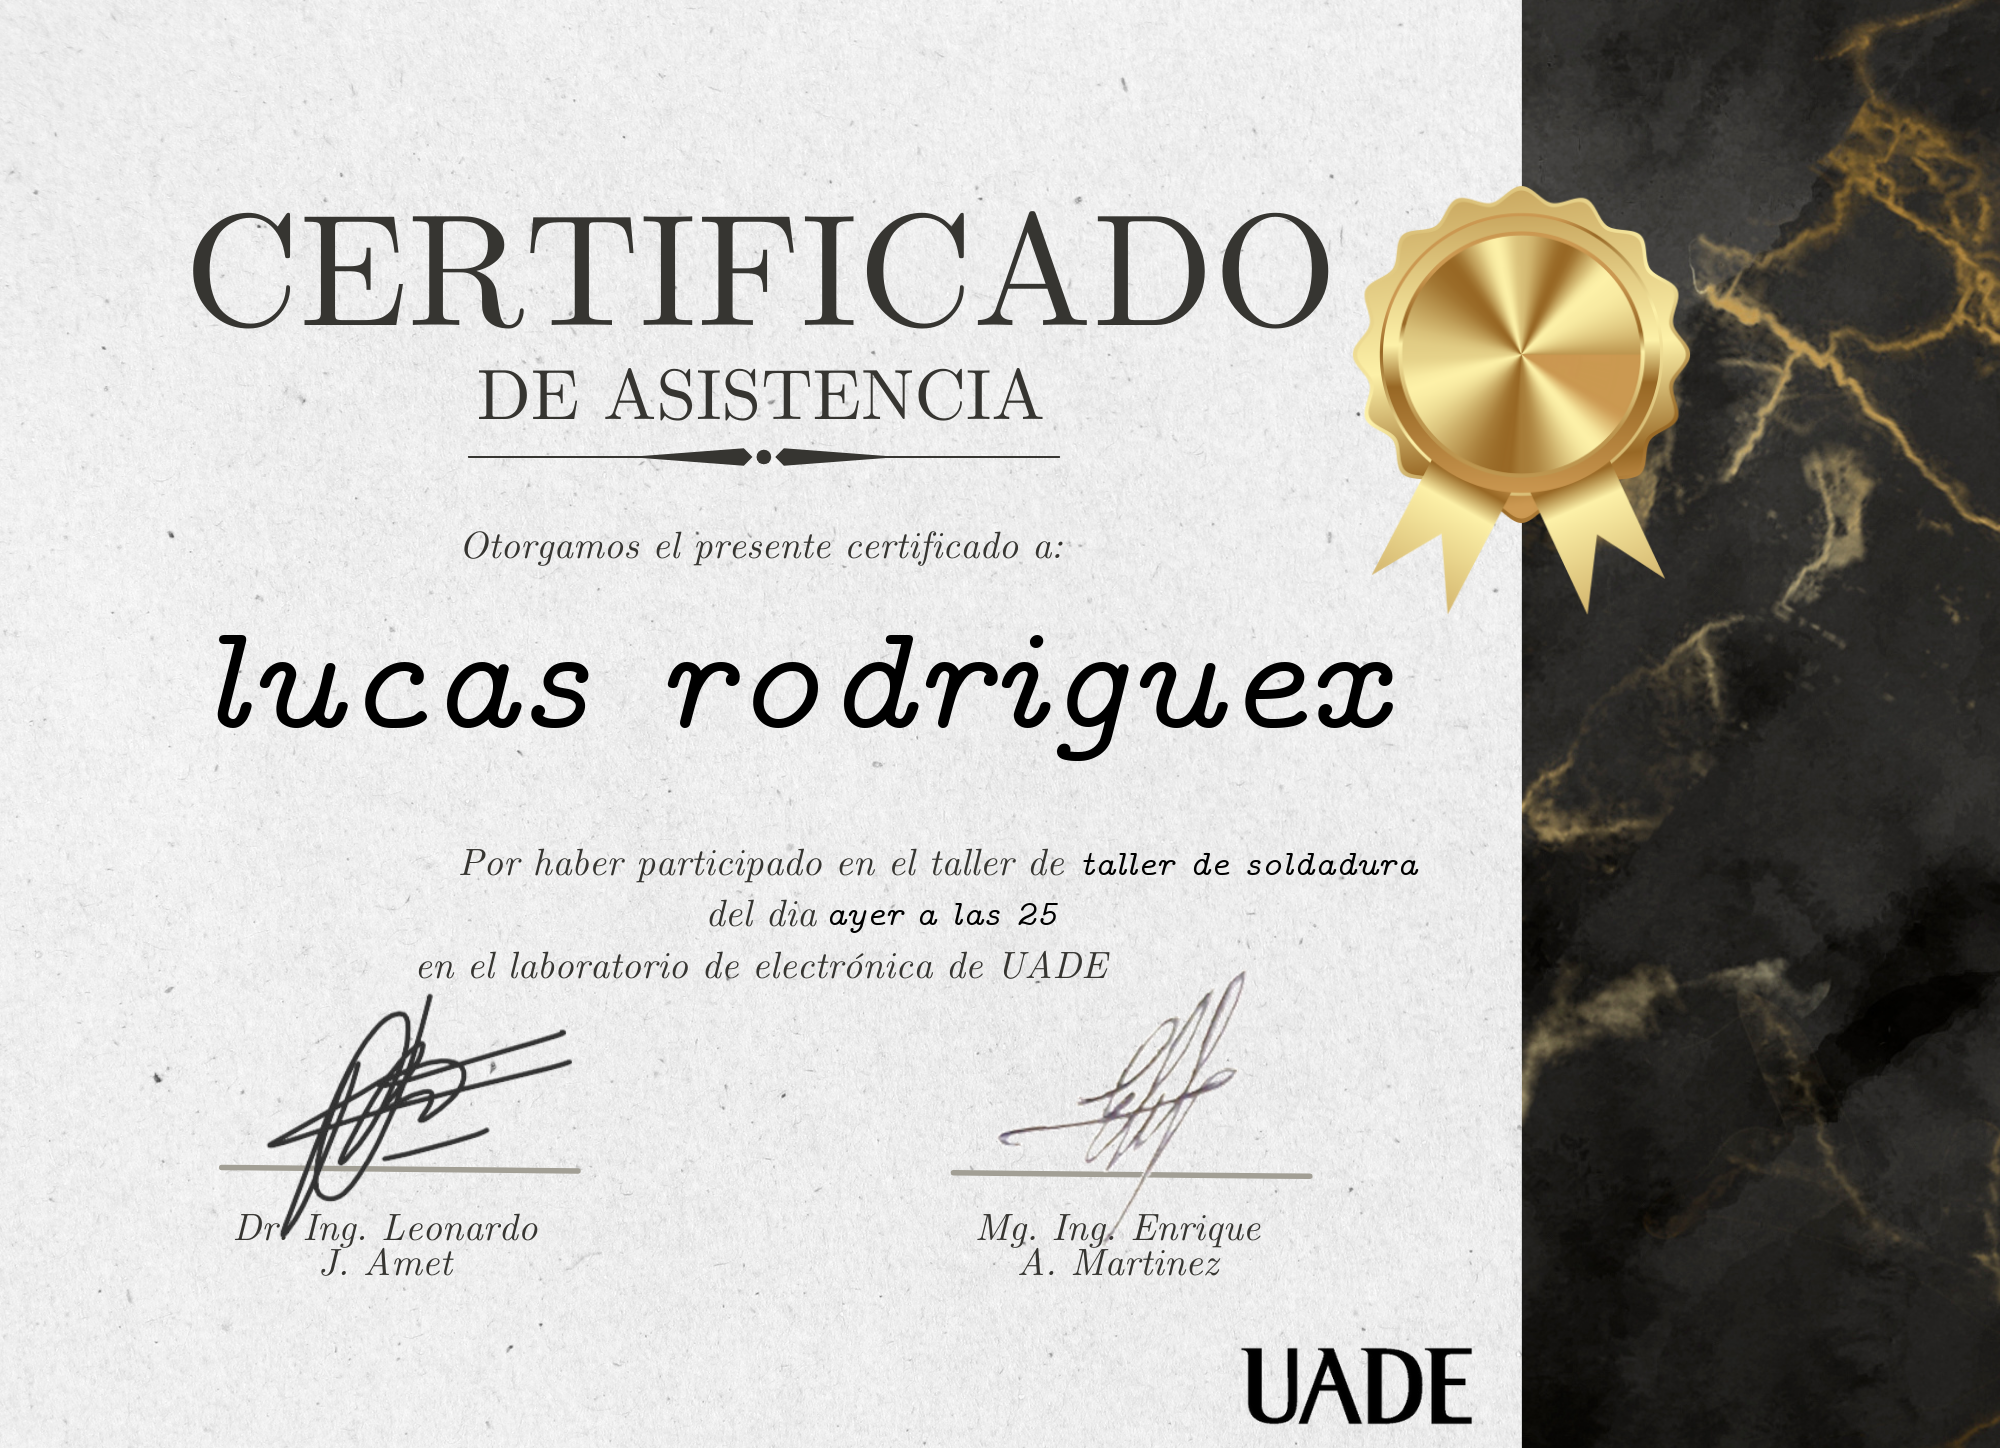 CERTIFICADO
DE ASISTENCIA
Otorgamos el presente certificado a:
lucas rodriguex
Por haber participado en el taller de taller de soldadura
del dia ayer a las 25
en el laboratorio de electrónica de UADE
Dr. Ing. Leonardo
J. Amet
Mg. Ing. Enrique
A. Martinez
UADE